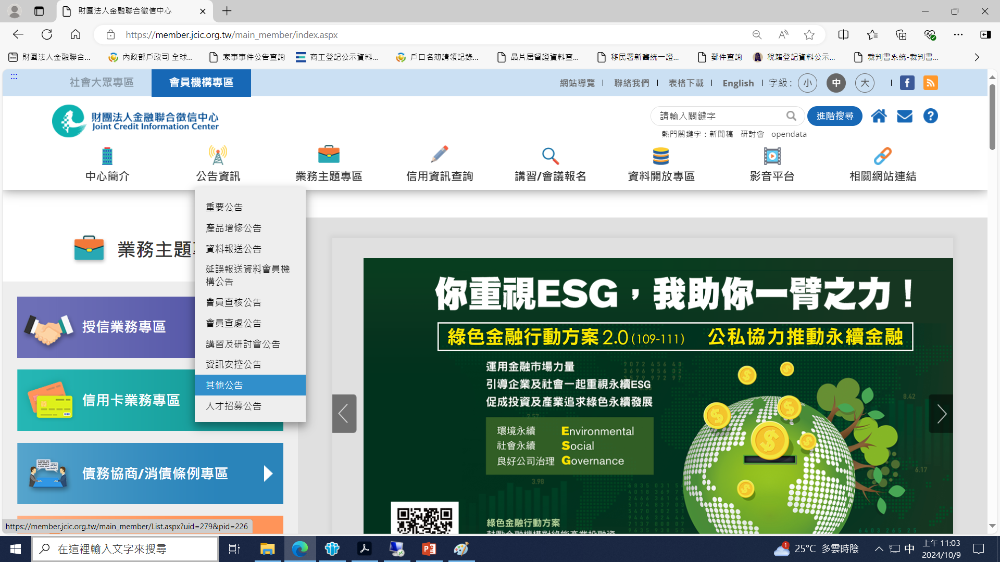 財團法人金融聯合徵信中心
https://member.jcic.org.tw/main_member/index.aspx
財團法人金融聯合... 內政部戶政司 全球... 家事事件公告查詢 商工登記公示資料... 戶口名簿請領記錄... 晶片居留證資料查... 移民署新舊統一證... 郵件查詢 稅籍登記資料公示... 裁判書系統-裁判書...
:::
社會大眾專區 會員機構專區 網站導覽 聯絡我們 表格下載 English 字級: 小 中 大
財團法人金融聯合徵信中心
Joint Credit Information Center
請輸入關鍵字 進階搜尋
熱門關鍵字:新聞稿 研討會 opendata
中心簡介 公告資訊 業務主題專區 信用資訊查詢 講習/會議報名 資料開放專區 影音平台 相關網站連結
重要公告
產品增修公告
資料報送公告
延誤報送資料會員機
構公告
會員查核公告
會員查處公告
講習及研討會公告
資訊安控公告
其他公告
人才招募公告
業務主題
授信業務專區
信用卡業務專區
債務協商/消債條例專區
你重視ESG,我助你一臂之力!
綠色金融行動方案2.0(109-111) 公私協力推動永續金融
運用金融市場力量
引導企業及社會一起重視永續ESG
促成投資及產業追求綠色永續發展
環境永續 Environmental
社會永續 Social
良好公司治理 Governance
3.98
8.42
6.17
綠色金融行動方案
https://member.jcic.org.tw/main_member/List.aspx?uid=279&pid=226
在這裡輸入文字來搜尋
1
25°C 多雲時陰
中
上午 11:03
2024/10/9